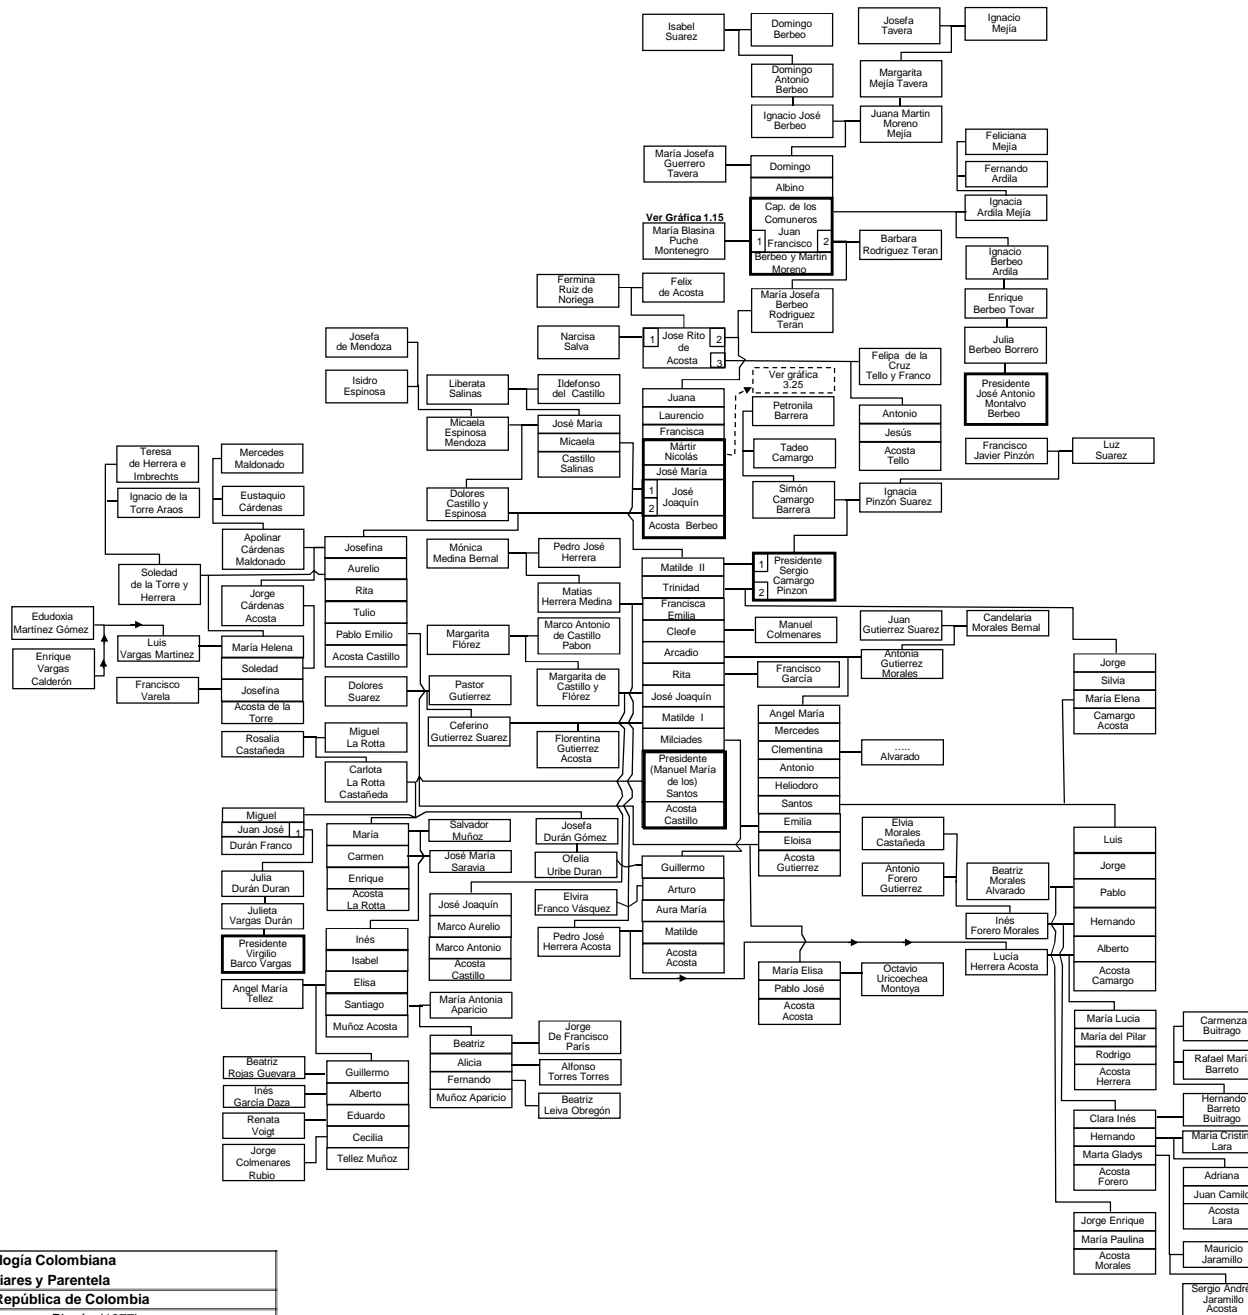 Isabel
Suarez
Domingo
Berbeo
Josefa
Tavera
Ignacio
Mejía
Domingo
Antonio
Berbeo
Margarita
Mejía Tavera
Ignacio José
Berbeo
Juana Martin
Moreno
Mejía
Feliciana
Mejía
María Josefa
Guerrero
Tavera
Domingo
Albino
Fernando
Ardila
Cap. de los
Comuneros
Juan
Francisco
1
2
Berbeo y Martin
Moreno
Ignacia
Ardila Mejía
Ver Gráfica 1.15
María Blasina
Puche
Montenegro
Barbara
Rodriguez Teran
Ignacio
Berbeo
Ardila
Fermina
Ruiz de
Noriega
Felix
de Acosta
María Josefa
Berbeo
Rodriguez
Teran
Enrique
Berbeo Tovar
Josefa
de Mendoza
Narcisa
Salva
1
Jose Rito
de
Acosta
2
3
Julia
Berbeo Borrero
Felipa de la
Cruz
Tello y Franco
Ver gráfica
3.25
Presidente
José Antonio
Montalvo
Berbeo
Isidro
Espinosa
Liberata
Salinas
Ildefonso
del Castillo
Juana
Laurencio
Francisca
Mártir
Nicolás
José María
1
2
José
Joaquín
Acosta Berbeo
Petronila
Barrera
Antonio
Jesús
Acosta
Tello
Micaela
Espinosa
Mendoza
José Maria
Micaela
Castillo
Salinas
Tadeo
Camargo
Francisco
Javier Pinzón
Luz
Suarez
Teresa
de Herrera e
Imbrechts
Mercedes
Maldonado
Ignacio de la
Torre Araos
Eustaquio
Cárdenas
Dolores
Castillo y
Espinosa
Simón
Camargo
Barrera
Ignacia
Pinzón Suarez
Apolinar
Cárdenas
Maldonado
Josefina
Aurelio
Rita
Tulio
Pablo Emilio
Acosta Castillo
Mónica
Medina Bernal
Pedro José
Herrera
Matilde II
Trinidad
Francisca
Emilia
Cleofe
Arcadio
Rita
José Joaquín
Matilde I
Milciades
Presidente
(Manuel María
de los)
Santos
Acosta
Castillo
1
2
Presidente
Sergio
Camargo
Pinzon
Soledad
de la Torre y
Herrera
Jorge
Cárdenas
Acosta
Matias
Herrera Medina
Edudoxia
Martínez Gómez
Luis
Vargas Martinez
María Helena
Soledad
Josefina
Acosta de la
Torre
Margarita
Flórez
Marco Antonio
de Castillo
Pabon
Manuel
Colmenares
Juan
Gutierrez Suarez
Candelaria
Morales Bernal
Enrique
Vargas
Calderón
Francisco
Varela
Dolores
Suarez
Pastor
Gutierrez
Margarita de
Castillo y
Flórez
Francisco
García
Antonia
Gutierrez
Morales
Jorge
Silvia
María Elena
Camargo
Acosta
Rosalia
Castañeda
Miguel
La Rotta
Ceferino
Gutierrez Suarez
Florentina
Gutierrez
Acosta
Angel María
Mercedes
Clementina
Antonio
Heliodoro
Santos
Emilia
Eloisa
Acosta
Gutierrez
.....
Alvarado
Carlota
La Rotta
Castañeda
Miguel
Juan José
1
Durán Franco
María
Carmen
Enrique
Acosta
La Rotta
Salvador
Muñoz
José María
Saravia
Josefa
Durán Gómez
Ofelia
Uribe Duran
Elvia
Morales
Castañeda
Luis
Jorge
Pablo
Hernando
Alberto
Acosta
Camargo
Julia
Durán Duran
Elvira
Franco Vásquez
Guillermo
Arturo
Aura María
Matilde
Acosta
Acosta
Antonio
Forero
Gutierrez
Beatriz
Morales
Alvarado
Julieta
Vargas Durán
José Joaquín
Marco Aurelio
Marco Antonio
Acosta
Castillo
Inés
Forero Morales
Presidente
Virgilio
Barco Vargas
Inés
Isabel
Elisa
Santiago
Muñoz Acosta
Pedro José
Herrera Acosta
María Elisa
Pablo José
Acosta
Acosta
Octavio
Uricoechea
Montoya
Lucía
Herrera Acosta
Angel María
Tellez
María Antonia
Aparicio
María Lucia
María del Pilar
Rodrigo
Acosta
Herrera
Carmenza
Buitrago
Beatriz
Alicia
Fernando
Muñoz Aparicio
Jorge
De Francisco
París
Alfonso
Torres Torres
Beatriz
Leiva Obregón
Rafael María
Barreto
Beatriz
Rojas Guevara
Inés
García Daza
Renata
Voigt
Jorge
Colmenares
Rubio
Guillermo
Alberto
Eduardo
Cecilia
Tellez Muñoz
Hernando
Barreto
Buitrago
Clara Inés
Hernando
Marta Gladys
Acosta
Forero
María Cristina
Lara
Adriana
Juan Camilo
Acosta
Lara
Jorge Enrique
María Paulina
Acosta
Morales
Mauricio
Jaramillo
Sergio André
Jaramillo
Acosta
logía Colombiana
iares y Parentela
República de Colombia